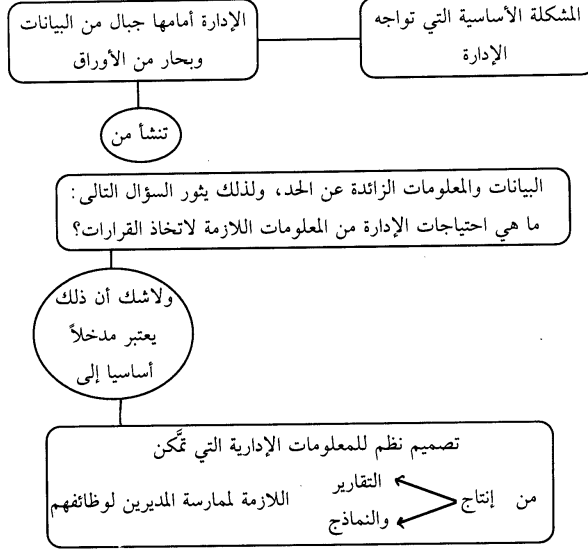 المشكلة الأساسية التي تواجه
الإدارة
الإدارة أمامها جبال من البيانات
وبحار من الأوراق
تنشأ من
البيانات والمعلومات الزائدة عن الحد، ولذلك يثور السؤال التالى:
ما هي احتياجات الإدارة من المعلومات اللازمة لاتخاذ القرارات؟
ولاشك أن ذلك
يعتبر مدخلاً
أساسيا إلى
تصميم نظم للمعلومات الإدارية التي تمَّكن
من إنتاج
التقارير
والنماذج
اللازمة لممارسة المديرين لوظائفهم